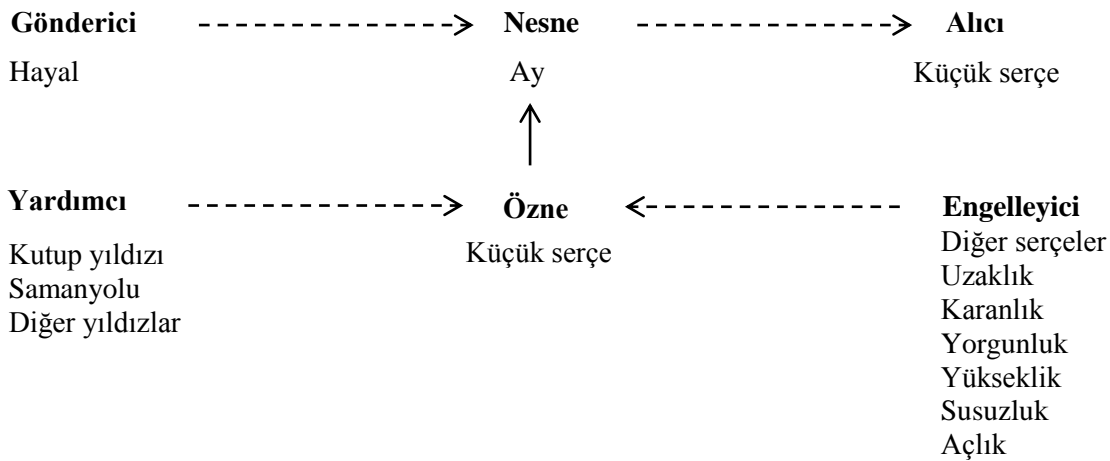 Gönderici
Nesne
Alıcı
Hayal
Ay
Küçük serçe
Yardımcı
Özne
Engelleyici
Kutup yıldızı
Samanyolu
Diğer yıldızlar
Küçük serçe
Diğer serçeler
Uzaklık
Karanlık
Yorgunluk
Yükseklik
Susuzluk
Açlık